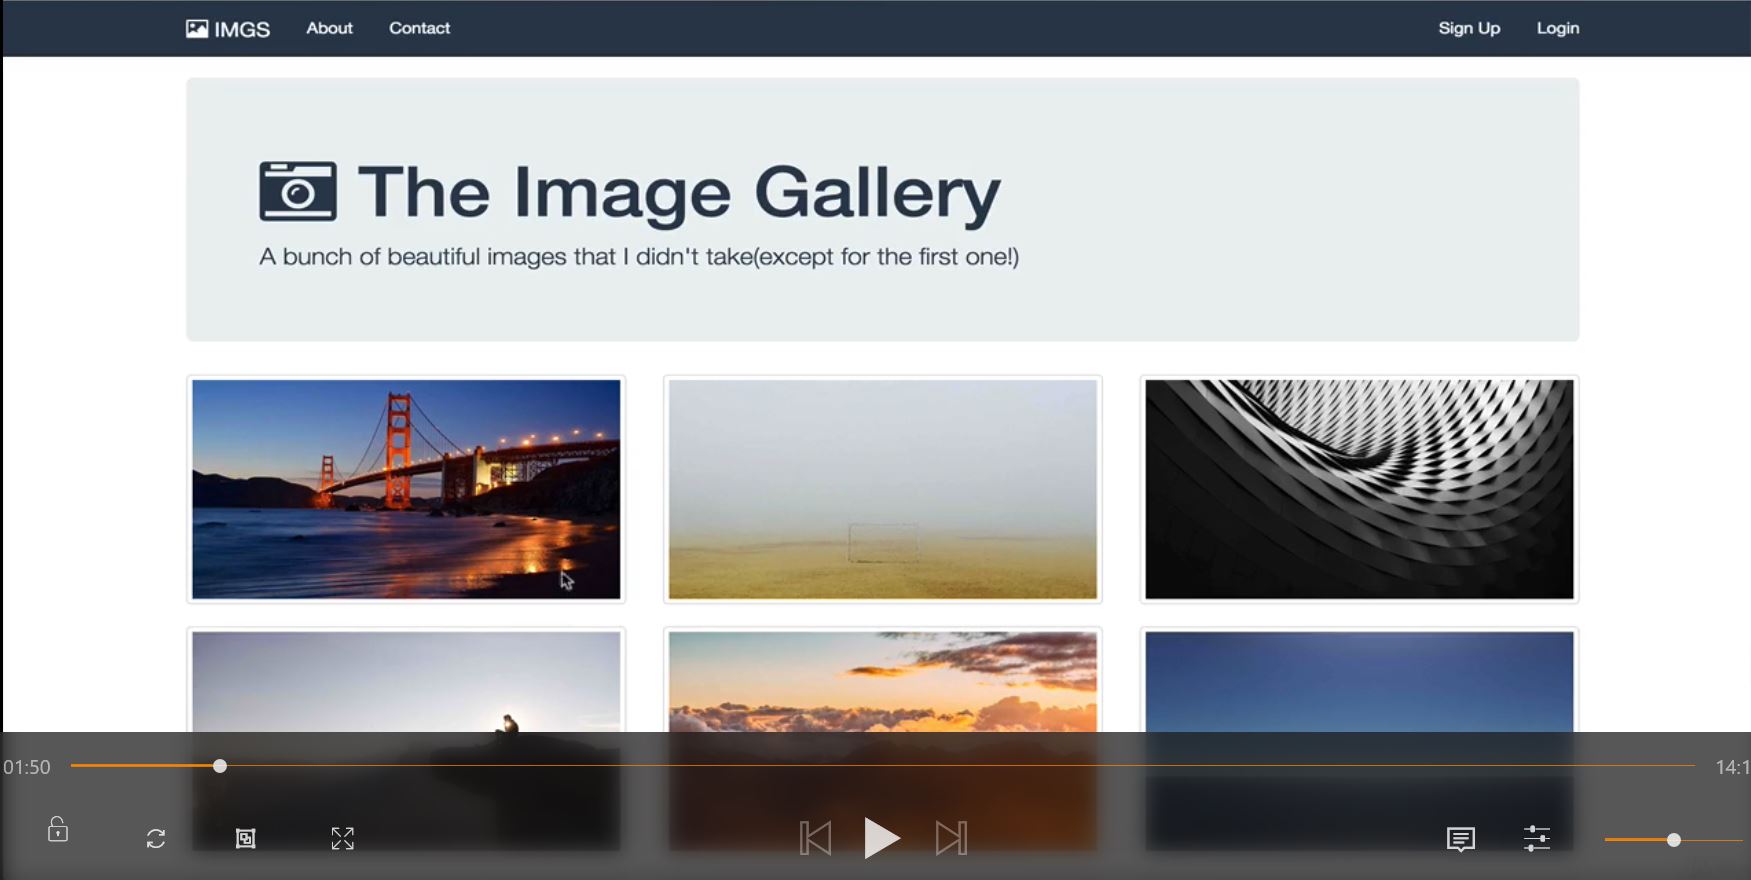 IMGS About Contact Sign Up Login
The Image Gallery
A bunch of beautiful images that I didn't take(except for the first one!)
01:50 14:1